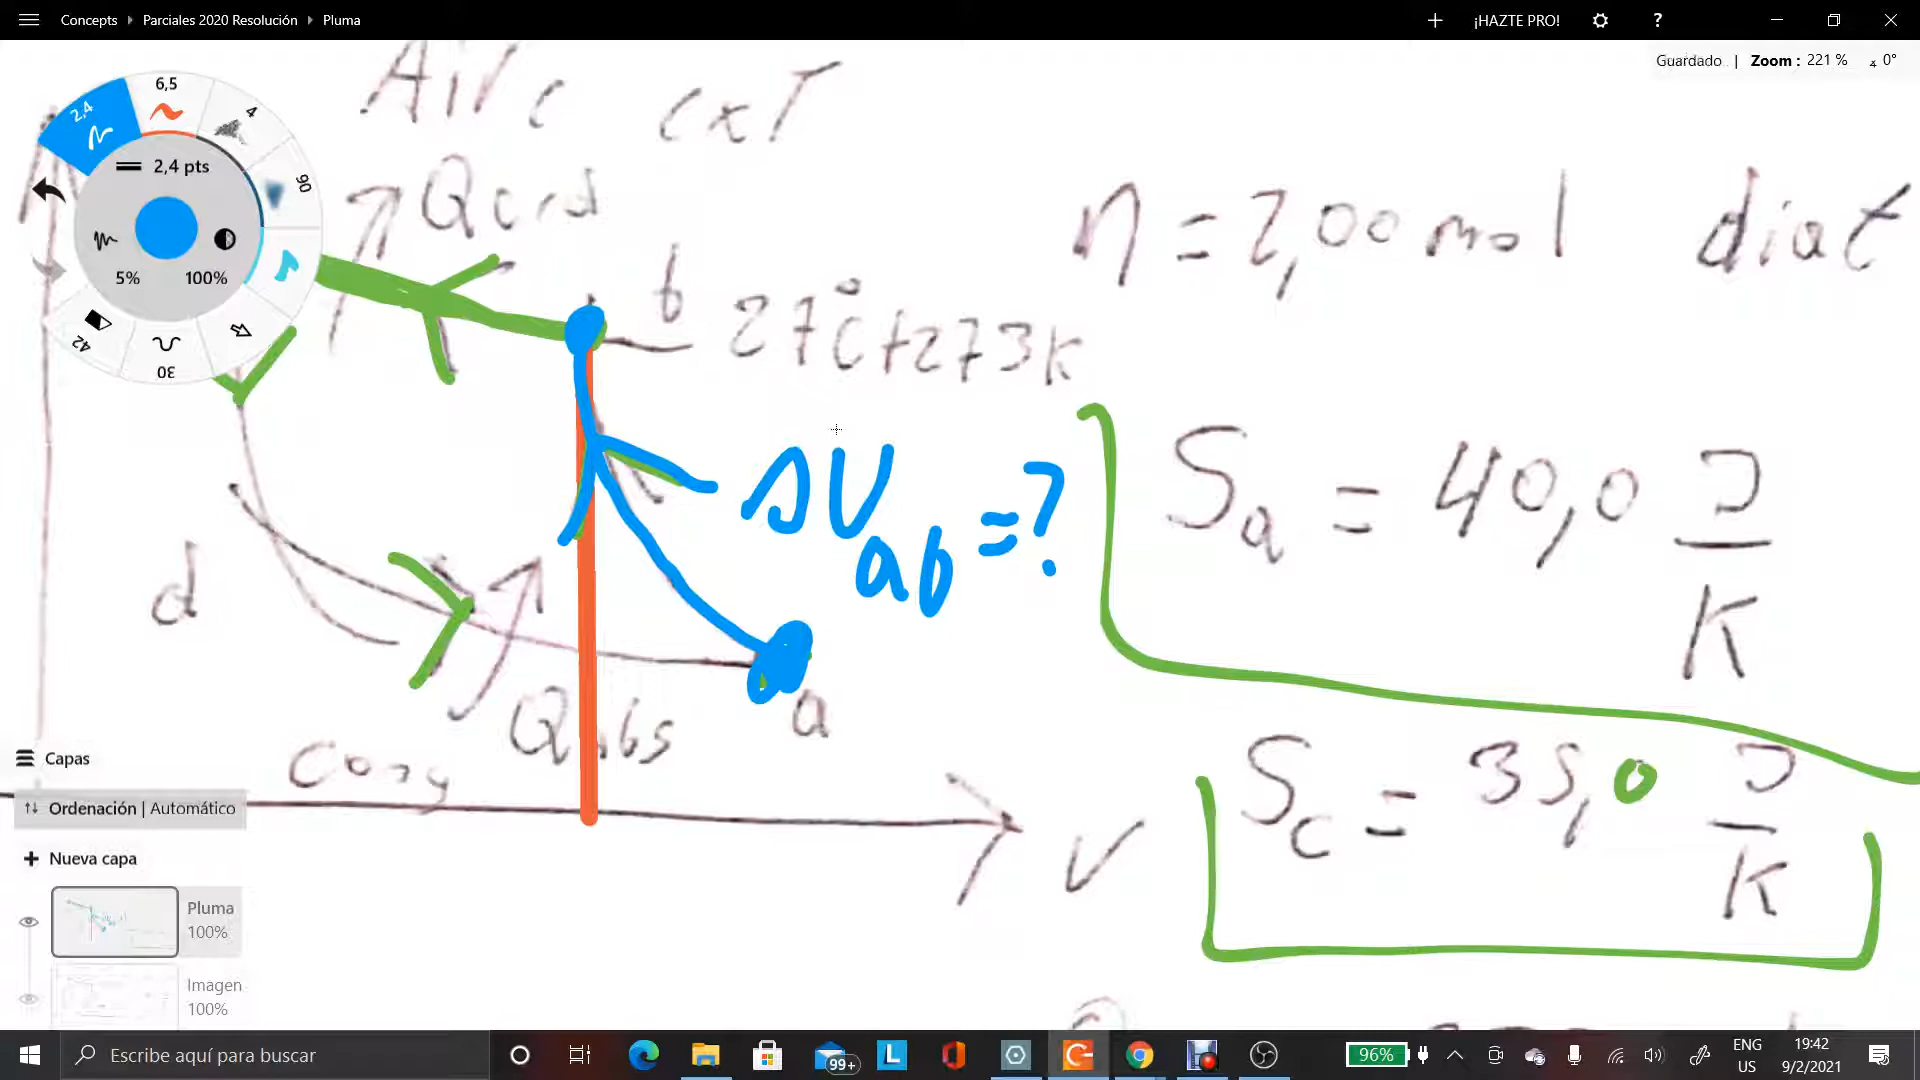 Concepts ▸ Parciales 2020 Resolución ▸ Pluma
¡HAZTE PRO!
Guardado | Zoom : 221 % 0°
6,5
4
2,4
2,4 pts
90
5% 100%
42
30
ext
Qced
n = 2,00 mol diat
b 27°C + 273K
ΔUab = ?
Sa = 40,0 J/K
d
a
Qabs
Sc = 35,0 J/K
V
Capas
Ordenación | Automático
Nueva capa
Pluma
100%
Imagen
100%
Escribe aquí para buscar
99+
96%
ENG
US
19:42
9/2/2021